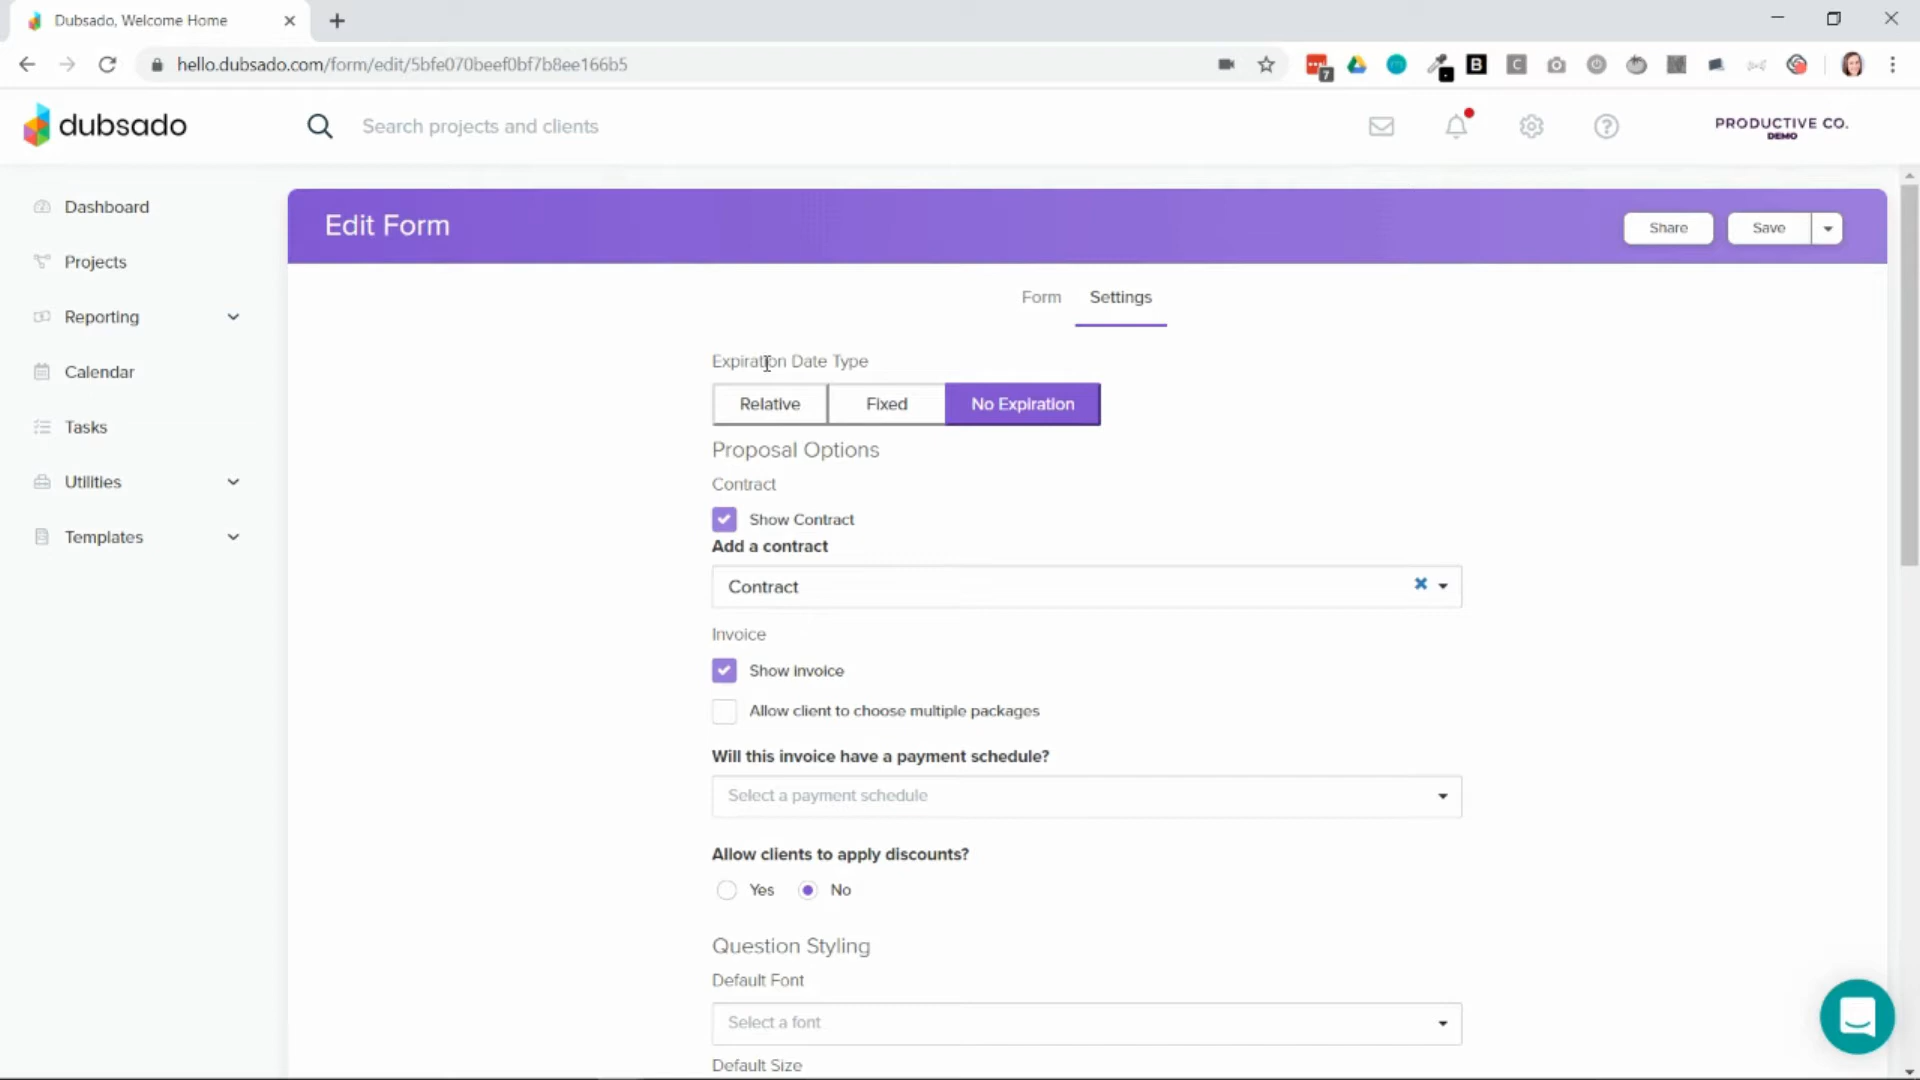 Dubsado, Welcome Home
hello.dubsado.com/form/edit/5bfe070beef0bf7b8ee166b5
7
B
C
dubsado
Search projects and clients
PRODUCTIVE CO.
DEMO
Dashboard
Projects
Reporting
Calendar
Tasks
Utilities
Templates
Edit Form
Share
Save
Form
Settings
Expiration Date Type
Relative
Fixed
No Expiration
Proposal Options
Contract
Show Contract
Add a contract
Contract
Invoice
Show invoice
Allow client to choose multiple packages
Will this invoice have a payment schedule?
Select a payment schedule
Allow clients to apply discounts?
Yes
No
Question Styling
Default Font
Select a font
Default Size